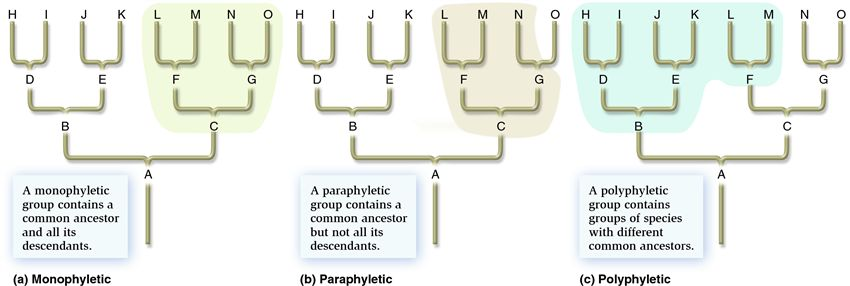 H I J K L M N O H I J K L M N O H I J K L M N O
D E F G D E F G D E F G
B C B C B C
A A A
A monophyletic
group contains a
common ancestor
and all its
descendants.
A paraphyletic
group contains a
common ancestor
but not all its
descendants.
A polyphyletic
group contains
groups of species
with different
common ancestors.
(a) Monophyletic (b) Paraphyletic (c) Polyphyletic